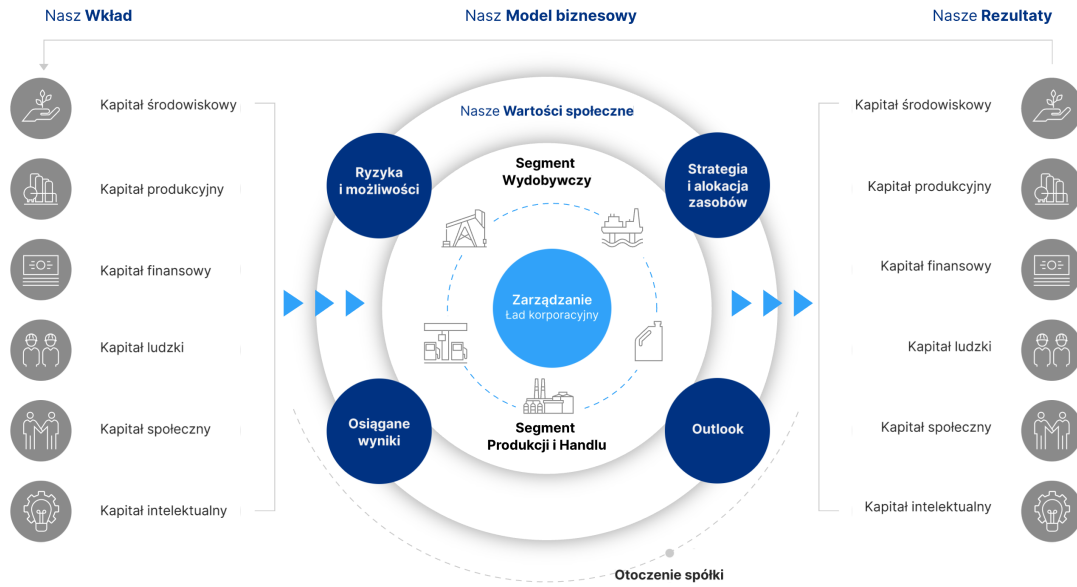 Nasz Wkład
Nasz Model biznesowy
Nasze Rezultaty
Kapitał środowiskowy
Kapitał produkcyjny
Kapitał finansowy
Kapitał ludzki
Kapitał społeczny
Kapitał intelektualny
Nasze Wartości społeczne
Ryzyka
i możliwości
Segment
Wydobywczy
Strategia
i alokacja
zasobów
Zarządzanie
Ład korporacyjny
Osiągane
wyniki
Segment
Produkcji i Handlu
Outlook
Otoczenie spółki
Kapitał środowiskowy
Kapitał produkcyjny
Kapitał finansowy
Kapitał ludzki
Kapitał społeczny
Kapitał intelektualny